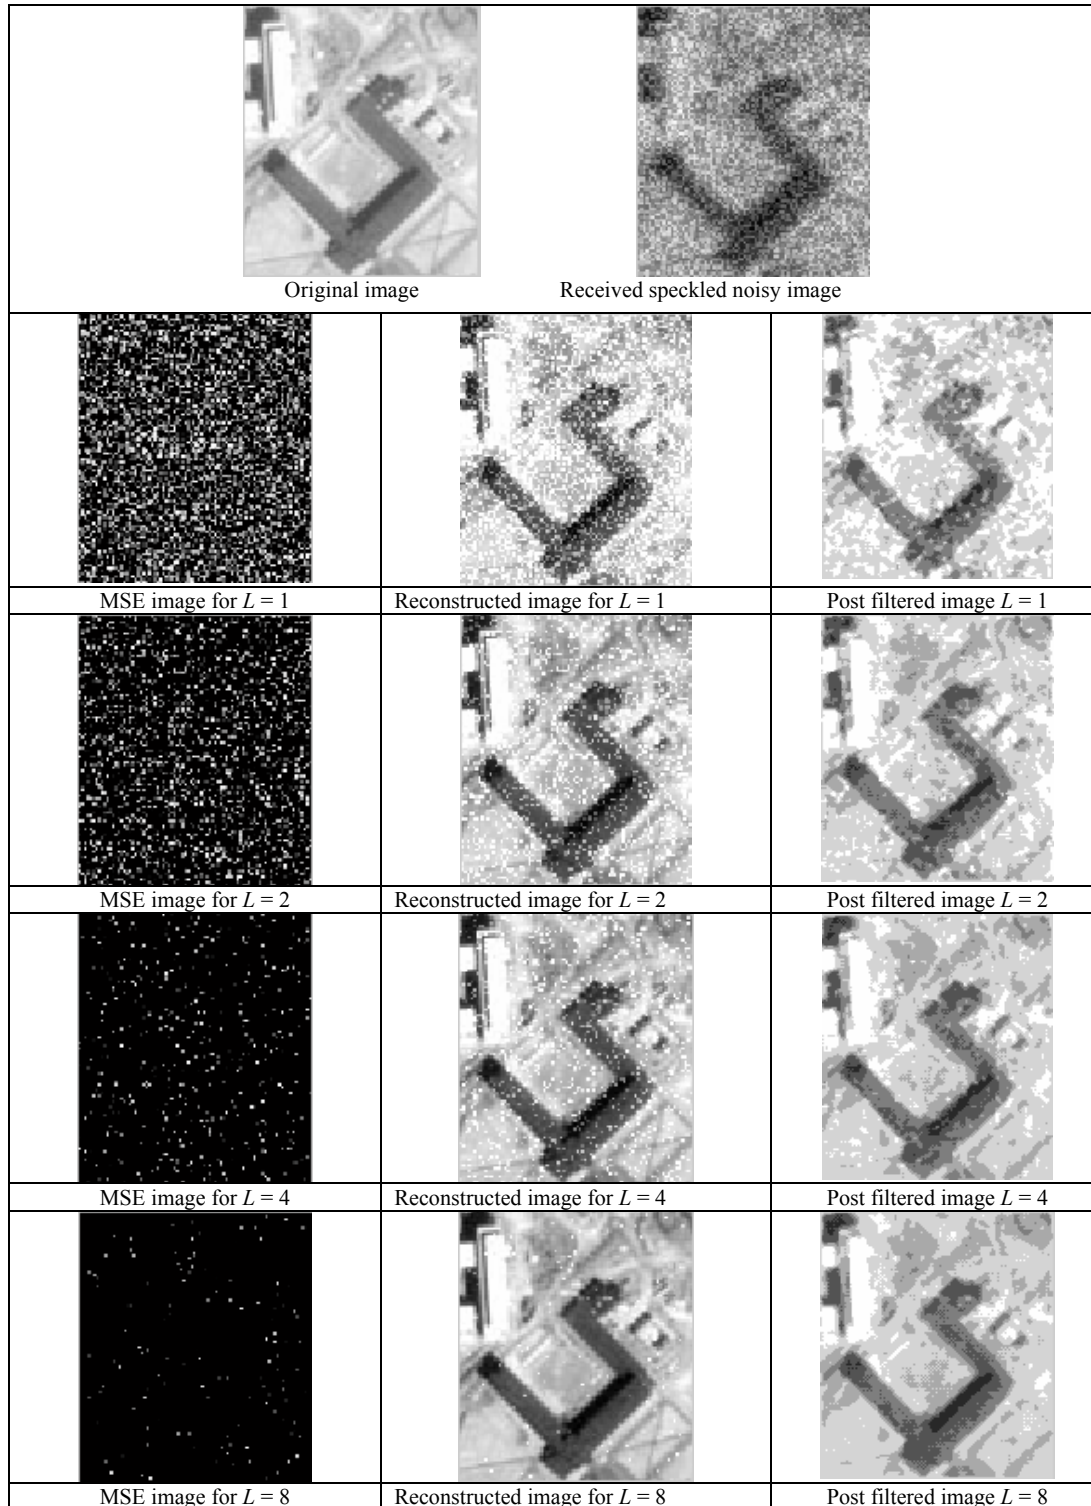 Original image Received speckled noisy image
MSE image for L = 1 Reconstructed image for L = 1 Post filtered image L = 1
MSE image for L = 2 Reconstructed image for L = 2 Post filtered image L = 2
MSE image for L = 4 Reconstructed image for L = 4 Post filtered image L = 4
MSE image for L = 8 Reconstructed image for L = 8 Post filtered image L = 8